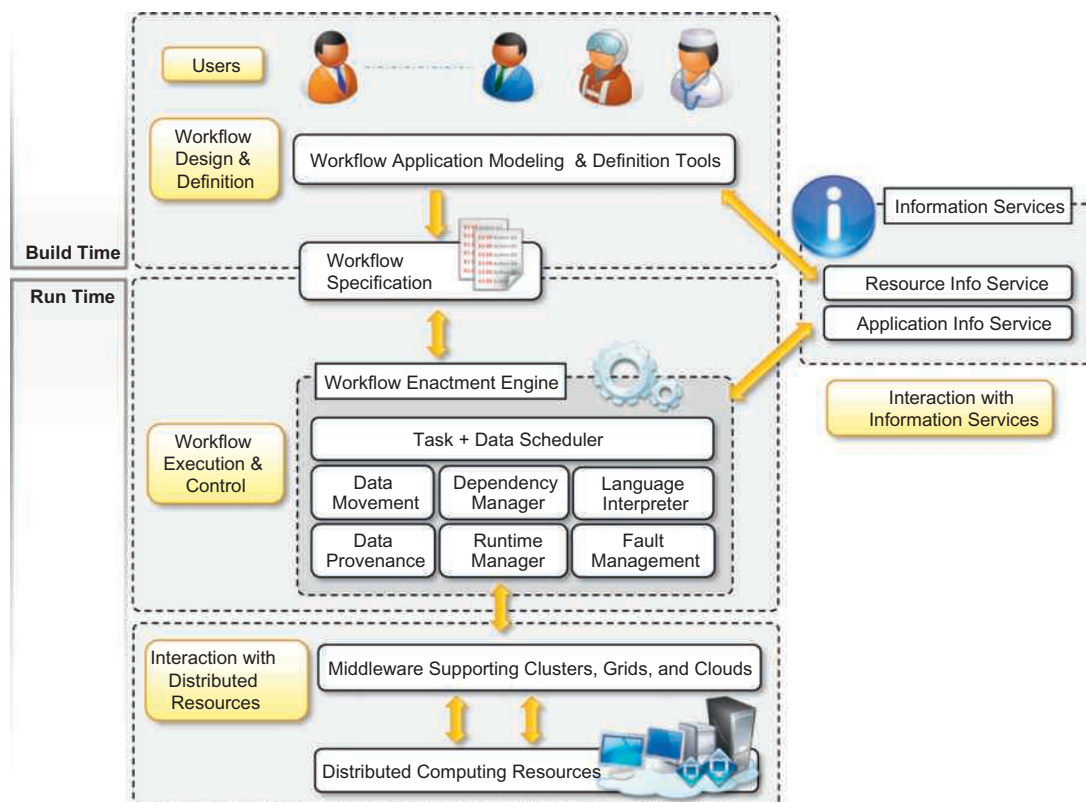 Users
Workflow
Design &
Definition
Workflow Application Modeling & Definition Tools
Information Services
Build Time
Workflow
Specification
Resource Info Service
Run Time
Application Info Service
Workflow Enactment Engine
Interaction with
Information Services
Workflow
Execution &
Control
Task + Data Scheduler
Data
Movement
Dependency
Manager
Language
Interpreter
Data
Provenance
Runtime
Manager
Fault
Management
Interaction with
Distributed
Resources
Middleware Supporting Clusters, Grids, and Clouds
Distributed Computing Resources